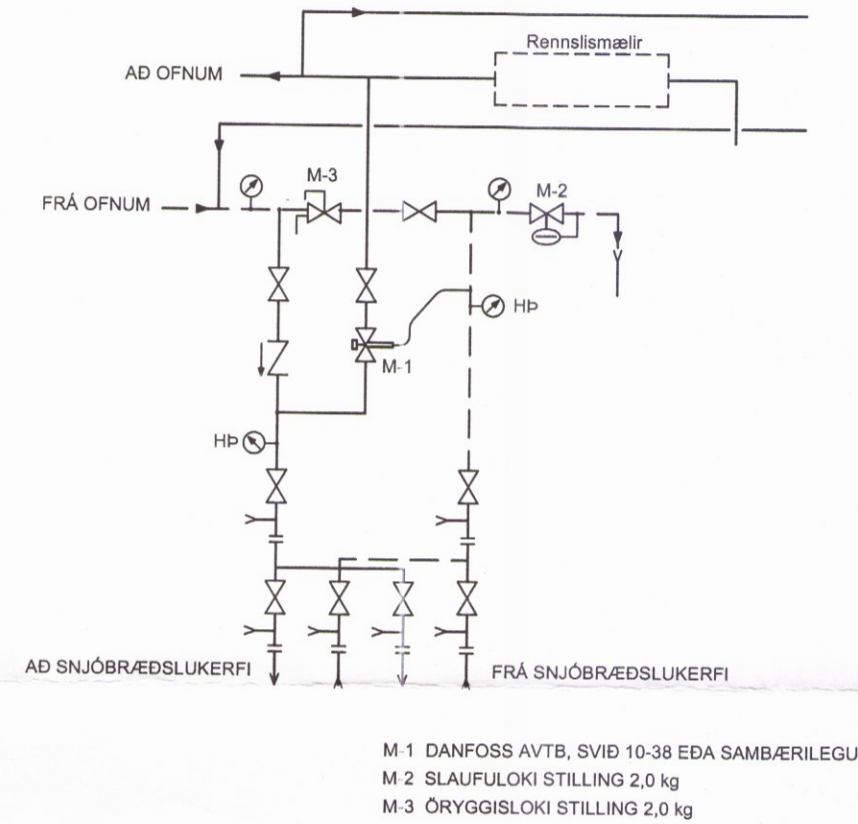 Rennslismælir
AÐ OFNUM
M-3
M-2
FRÁ OFNUM
HÞ
M-1
HÞ
AÐ SNJÓBRÆÐSLUKERFI
FRÁ SNJÓBRÆÐSLUKERFI
M-1 DANFOSS AVTB, SVIÐ 10-38 EÐA SAMBÆRILEGU
M-2 SLAUFULOKI STILLING 2,0 kg
M-3 ÖRYGGISLOKI STILLING 2,0 kg